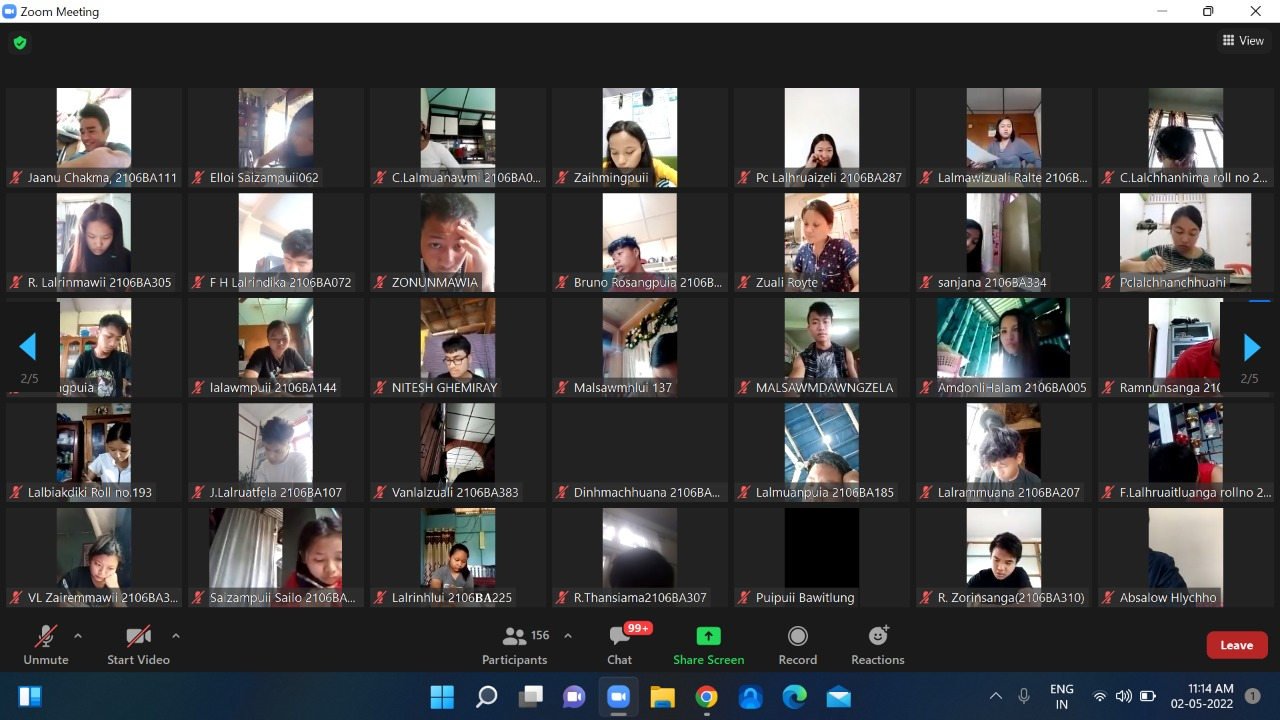 Zoom Meeting
View
Jaanu Chakma, 2106BA111
Elloi Saizampuii062
C.Lalmuanawmi 2106BA0...
Zaihmingpuii
Pc Lalhruaizeli 2106BA287
Lalmawizuali Ralte 2106B...
C.Lalchhanhima roll no 2...
R. Lalrinmawii 2106BA305
F H Lalrindika 2106BA072
ZONUNMAWIA
Bruno Rosangpuia 2106B...
Zuali Royte
sanjana 2106BA334
Pclalchhanchhuahi
2/5
gpuia
lalawmpuii 2106BA144
NITESH GHEMIRAY
Malsawmhlui 137
MALSAWMDAWNGZELA
AmdonliHalam 2106BA005
Ramnunsanga 210
2/5
Lalbiakdiki Roll no.193
J.Lalruatfela 2106BA107
Vanlalzuali 2106BA383
Dinhmachhuana 2106BA...
Lalmuanpuia 2106BA185
Lalrammuana 2106BA207
F.Lalhruaitluanga rollno 2...
VL Zairemmawii 2106BA3...
Saizampuii Sailo 2106BA...
Lalrinhlui 2106BA225
R.Thansiama2106BA307
Puipuii Bawitlung
R. Zorinsanga(2106BA310)
Absalow Hlychho
Unmute
Start Video
156
Participants
99+
Chat
Share Screen
Record
Reactions
Leave
ENG
IN
11:14 AM
02-05-2022
1